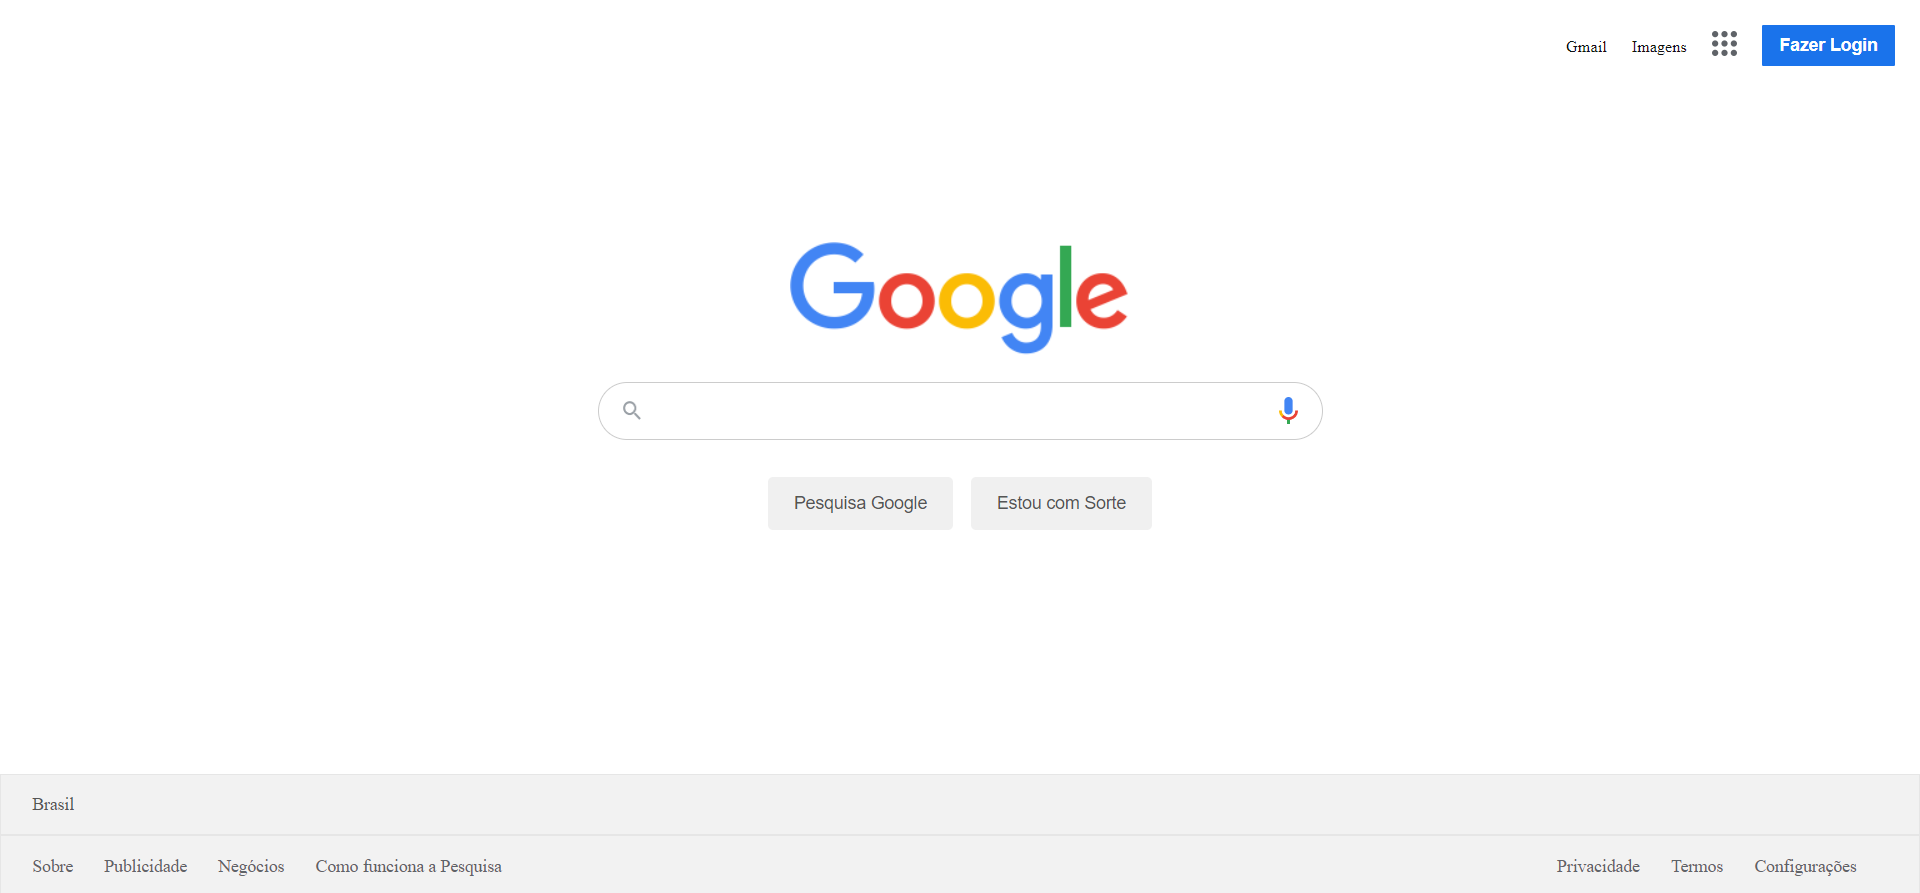 Gmail Imagens Fazer Login
Google
Pesquisa Google Estou com Sorte
Brasil
Sobre Publicidade Negócios Como funciona a Pesquisa Privacidade Termos Configurações